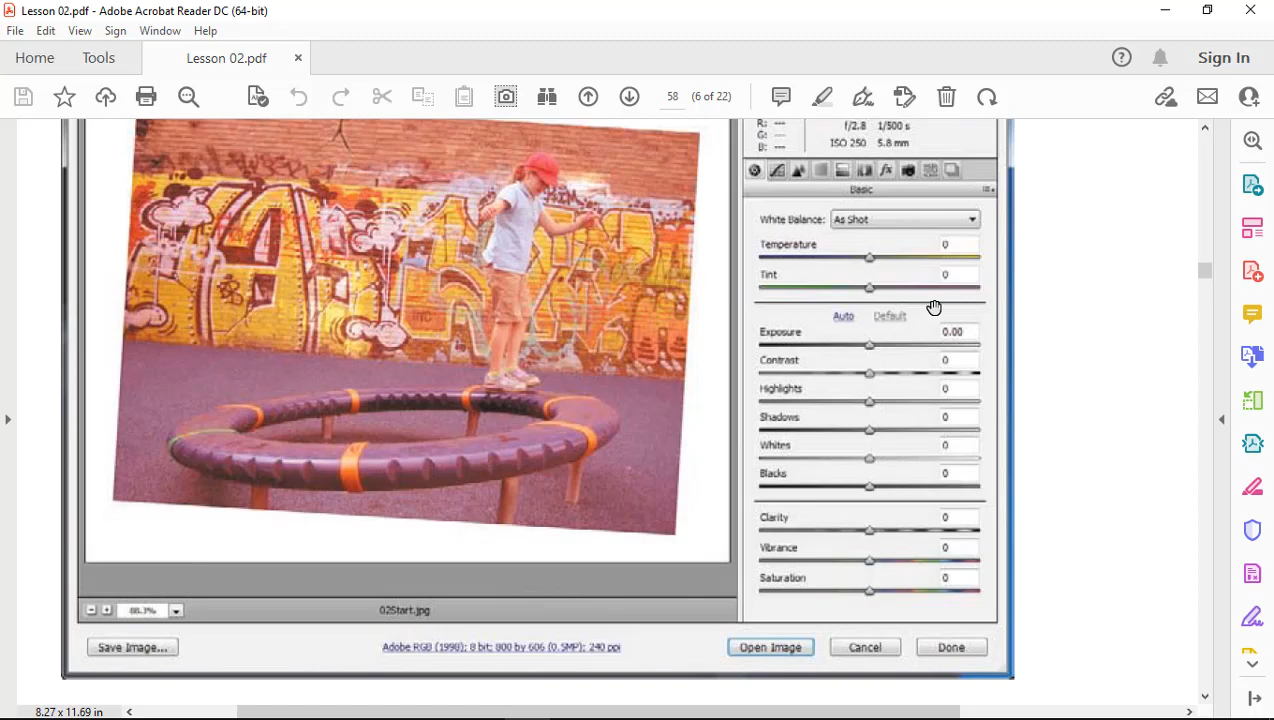 Lesson 02.pdf - Adobe Acrobat Reader DC (64-bit)
File Edit View Sign Window Help
Home Tools Lesson 02.pdf × Sign In
58 (6 of 22)
R: ---
G: ---
B: ---
f/2.8 1/500 s
ISO 250 5.8 mm
fx
Basic
White Balance: As Shot
Temperature 0
Tint 0
Auto Default
Exposure 0.00
Contrast 0
Highlights 0
Shadows 0
Whites 0
Blacks 0
Clarity 0
Vibrance 0
Saturation 0
88.3% 02Start.jpg
Save Image... Adobe RGB (1998); 8 bit; 800 by 606 (0.5MP); 240 ppi Open Image Cancel Done
8.27 x 11.69 in